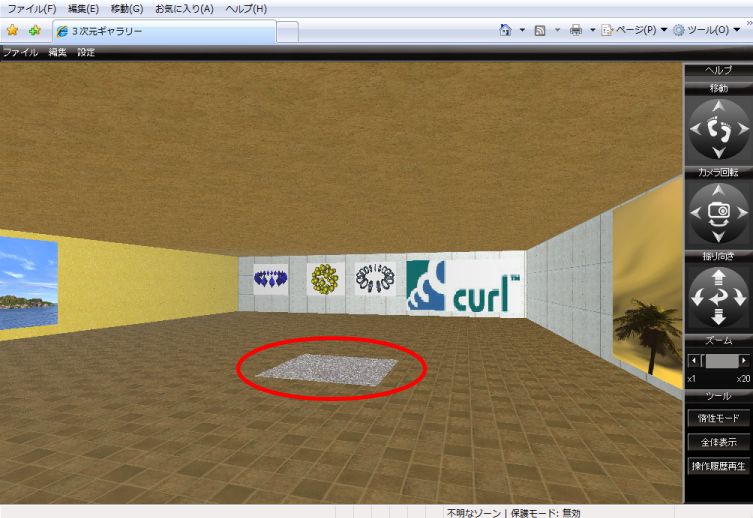 ファイル(F) 編集(E) 移動(G) お気に入り(A) ヘルプ(H)
3次元ギャラリー ページ(P) ツール(O) »
ファイル 編集 設定
ヘルプ
移動
カメラ回転
振り向き
ズーム
x1 x20
ツール
惰性モード
全体表示
操作履歴再生
curl™
不明なゾーン | 保護モード: 無効